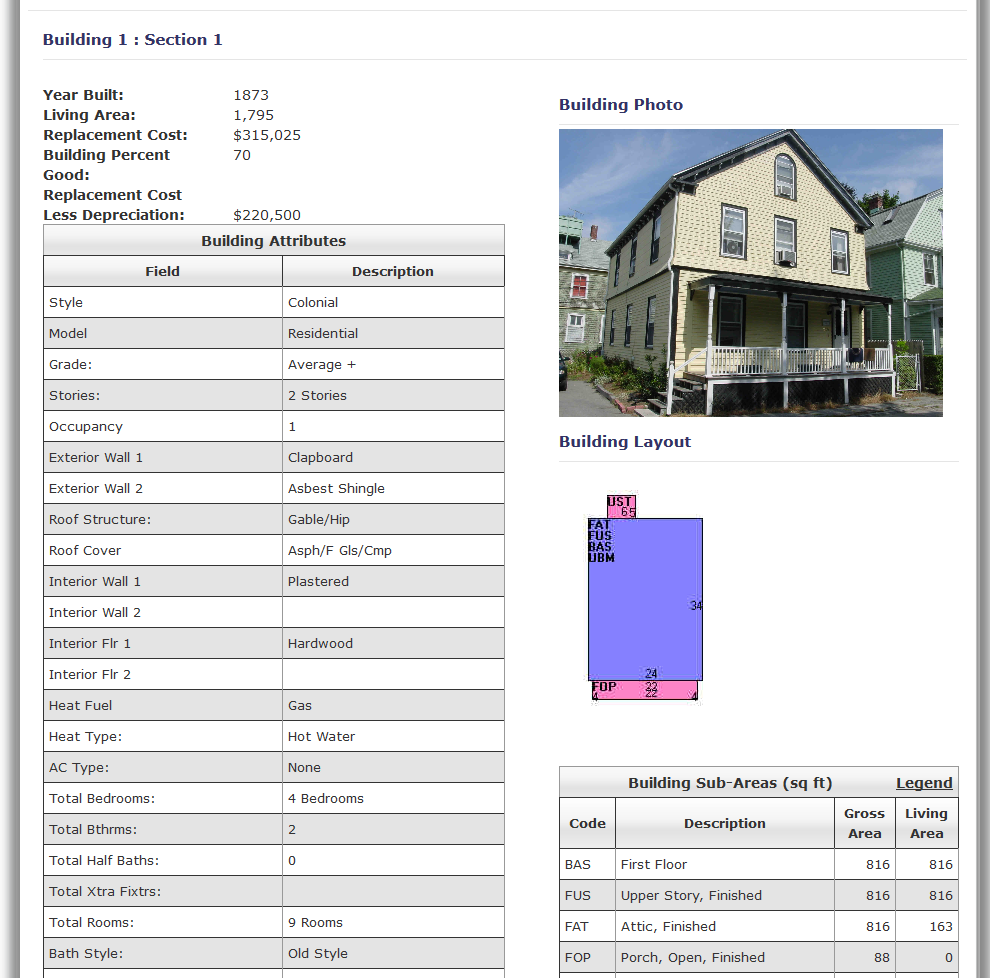 Building 1 : Section 1
Year Built: 1873
Living Area: 1,795
Replacement Cost: $315,025
Building Percent 70
Good:
Replacement Cost
Less Depreciation: $220,500
Building Attributes
Field Description
Style Colonial
Model Residential
Grade: Average +
Stories: 2 Stories
Occupancy 1
Exterior Wall 1 Clapboard
Exterior Wall 2 Asbest Shingle
Roof Structure: Gable/Hip
Roof Cover Asph/F Gls/Cmp
Interior Wall 1 Plastered
Interior Wall 2
Interior Flr 1 Hardwood
Interior Flr 2
Heat Fuel Gas
Heat Type: Hot Water
AC Type: None
Total Bedrooms: 4 Bedrooms
Total Bthrms: 2
Total Half Baths: 0
Total Xtra Fixtrs:
Total Rooms: 9 Rooms
Bath Style: Old Style
Building Photo
Building Layout
UST
65
FAT
FUS
BAS
UBM
34
24
FOP 22
4 22 4
Building Sub-Areas (sq ft) Legend
Code Description Gross Area Living Area
BAS First Floor 816 816
FUS Upper Story, Finished 816 816
FAT Attic, Finished 816 163
FOP Porch, Open, Finished 88 0